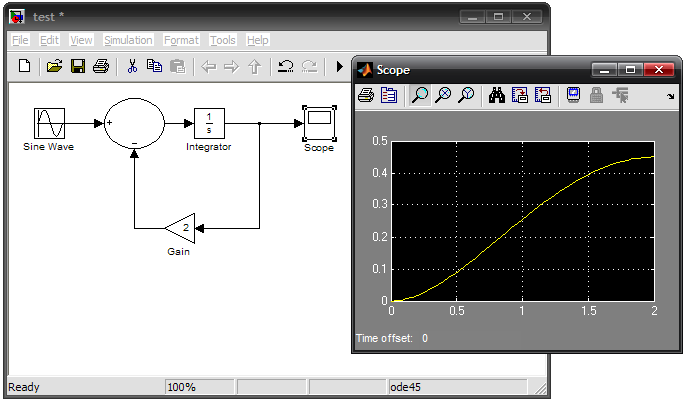 test *
File Edit View Simulation Format Tools Help
+
−
1
s
Sine Wave
Integrator
Scope
2
Gain
Ready
100%
ode45
Scope
0.5
0.4
0.3
0.2
0.1
0
0 0.5 1 1.5 2
Time offset: 0